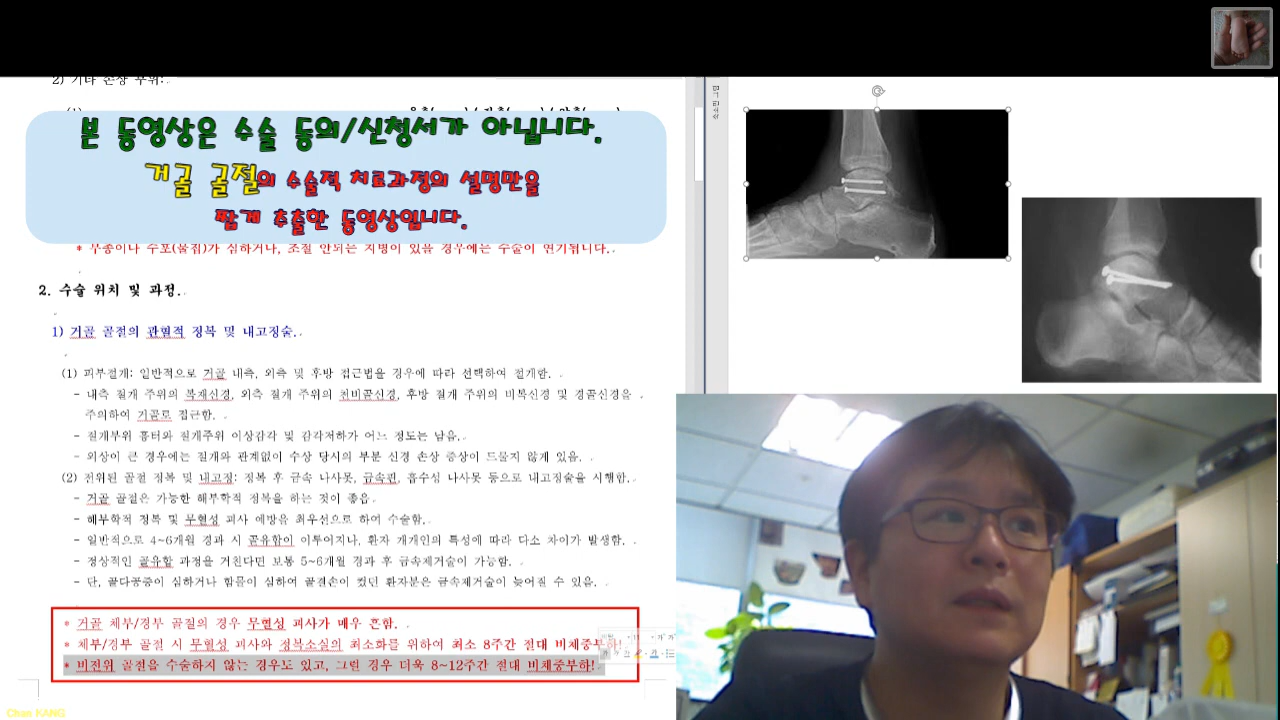 2) 기타 손상 부위:
본 동영상은 수술 동의/신청서가 아닙니다.
거골 골절의 수술적 치료과정의 설명만을
짧게 추출한 동영상입니다.
* 부종이나 수포(물집)가 심하거나, 조절 안되는 지병이 있을 경우에는 수술이 연기됩니다.
2. 수술 위치 및 과정.
1) 거골 골절의 관혈적 정복 및 내고정술.
(1) 피부절개: 일반적으로 거골 내측, 외측 및 후방 접근법을 경우에 따라 선택하여 절개함.
- 내측 절개 주위의 복재신경, 외측 절개 주위의 천비골신경, 후방 절개 주위의 비복신경 및 경골신경을
주의하여 거골로 접근함.
- 절개부위 흉터와 절개주위 이상감각 및 감각저하가 어느 정도는 남음.
- 외상이 큰 경우에는 절개와 관계없이 수상 당시의 부분 신경 손상 증상이 드물지 않게 있음.
(2) 전위된 골절 정복 및 내고정: 정복 후 금속 나사못, 금속판, 흡수성 나사못 등으로 내고정술을 시행함.
- 거골 골절은 가능한 해부학적 정복을 하는 것이 좋음
- 해부학적 정복 및 무혈성 괴사 예방을 최우선으로 하여 수술함.
- 일반적으로 4~6개월 경과 시 골유합이 이루어지나, 환자 개개인의 특성에 따라 다소 차이가 발생함.
- 정상적인 골유합 과정을 거친다면 보통 5~6개월 경과 후 금속제거술이 가능함.
- 단, 골다공증이 심하거나 함몰이 심하여 골결손이 컸던 환자분은 금속제거술이 늦어질 수 있음.
* 거골 체부/경부 골절의 경우 무혈성 괴사가 매우 흔함.
* 체부/경부 골절 시 무혈성 괴사와 정복소실의 최소화를 위하여 최소 8주간 절대 비체중부하!
* 비전위 골절을 수술하지 않는 경우도 있고, 그럴 경우 더욱 8~12주간 절대 비체중부하!
Chan KANG